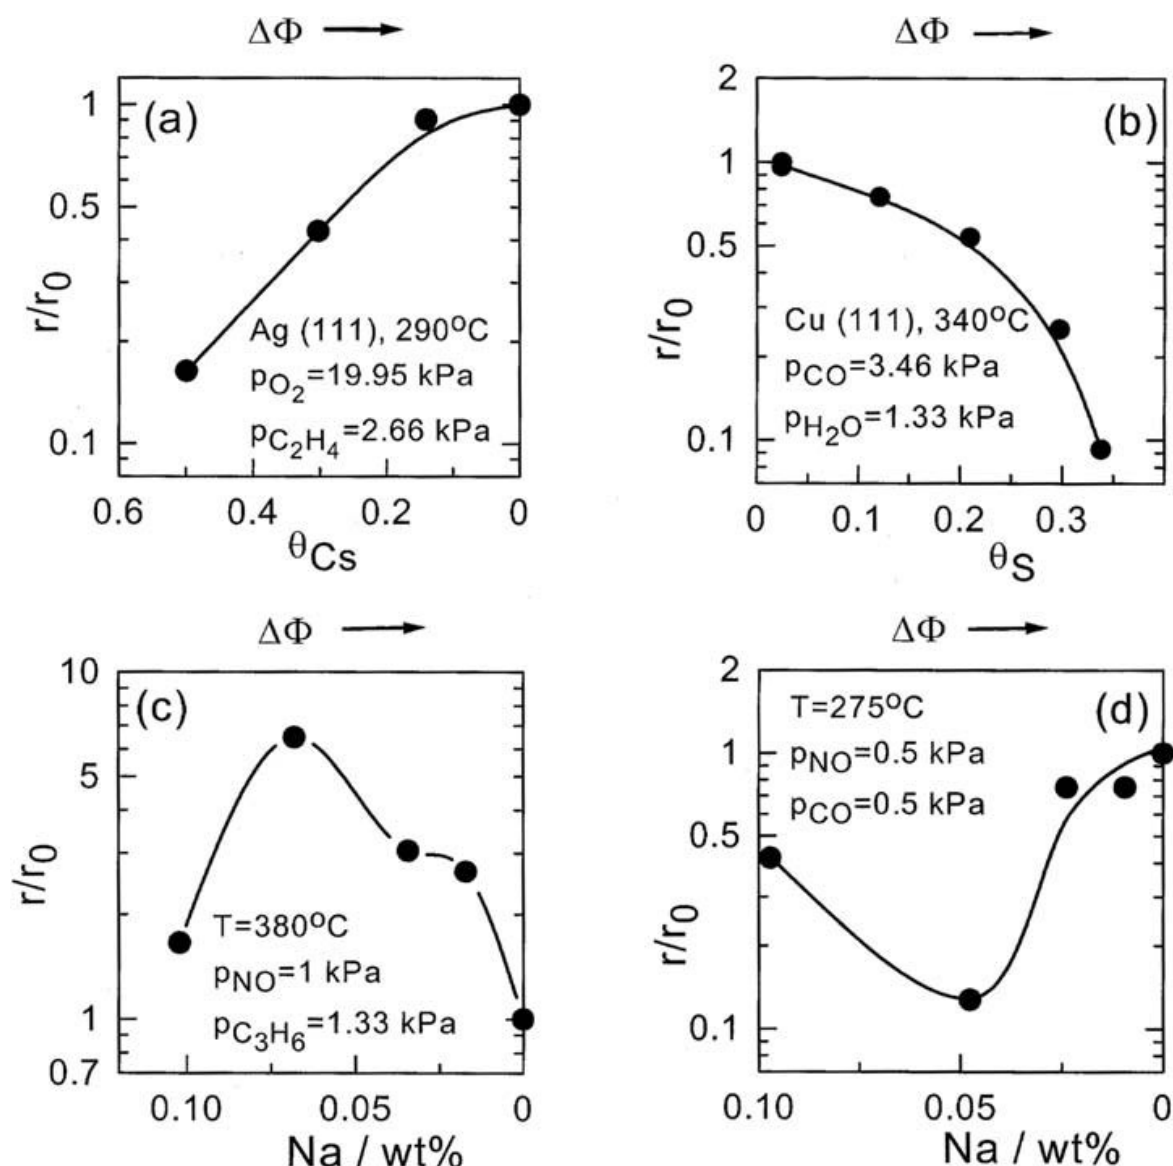 ΔΦ →
(a)
r/r0
1
0.5
0.1
Ag (111), 290°C
pO2=19.95 kPa
pC2H4=2.66 kPa
0.6 0.4 0.2 0
θCs
ΔΦ →
(b)
r/r0
2
1
0.5
0.1
Cu (111), 340°C
pCO=3.46 kPa
pH2O=1.33 kPa
0 0.1 0.2 0.3
θS
ΔΦ →
(c)
r/r0
10
5
1
0.7
T=380°C
pNO=1 kPa
pC3H6=1.33 kPa
0.10 0.05 0
Na / wt%
ΔΦ →
(d)
r/r0
2
1
0.5
0.1
T=275°C
pNO=0.5 kPa
pCO=0.5 kPa
0.10 0.05 0
Na / wt%